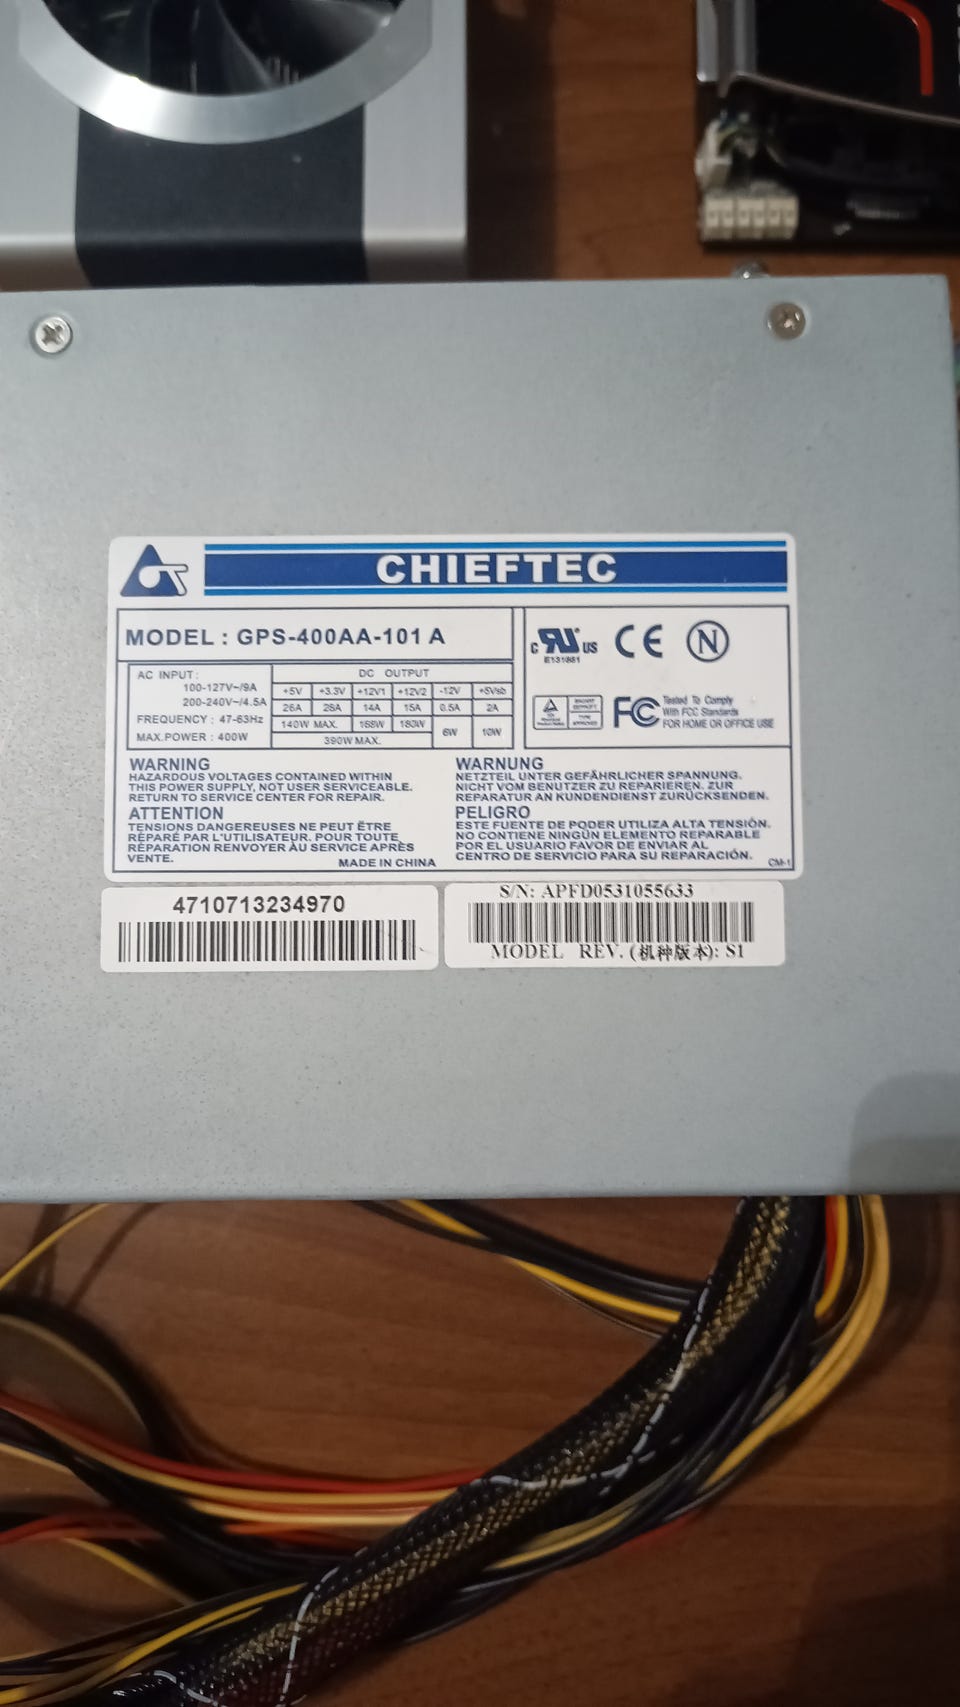 CHIEFTEC
MODEL : GPS-400AA-101 A
AC INPUT:
100-127V~/9A
200-240V~/4.5A
FREQUENCY : 47-63Hz
MAX.POWER : 400W
DC OUTPUT
+5V +3.3V +12V1 +12V2 -12V +5Vsb
26A 28A 14A 15A 0.5A 2A
140W MAX. 168W 180W 6W 10W
390W MAX.
C RU US
E131881
CE
N
FC
Tested To Comply
With FCC Standards
FOR HOME OR OFFICE USE
WARNING
HAZARDOUS VOLTAGES CONTAINED WITHIN
THIS POWER SUPPLY, NOT USER SERVICEABLE.
RETURN TO SERVICE CENTER FOR REPAIR.
ATTENTION
TENSIONS DANGEREUSES NE PEUT ÊTRE
RÉPARÉ PAR L'UTILISATEUR. POUR TOUTE
RÉPARATION RENVOYER ÀU SERVICE APRÈS
VENTE.
MADE IN CHINA
WARNUNG
NETZTEIL UNTER GEFÄHRLICHER SPANNUNG.
NICHT VOM BENUTZER ZU REPARIEREN. ZUR
REPARATUR AN KUNDENDIENST ZURÜCKSENDEN.
PELIGRO
ESTE FUENTE DE PODER UTILIZA ALTA TENSIÓN.
NO CONTIENE NINGÚN ELEMENTO REPARABLE
POR EL USUARIO FAVOR DE ENVIAR AL
CENTRO DE SERVICIO PARA SU REPARACIÓN.
CM-1
4710713234970
S/N: APFD0531055633
MODEL REV. (机种版本): S1